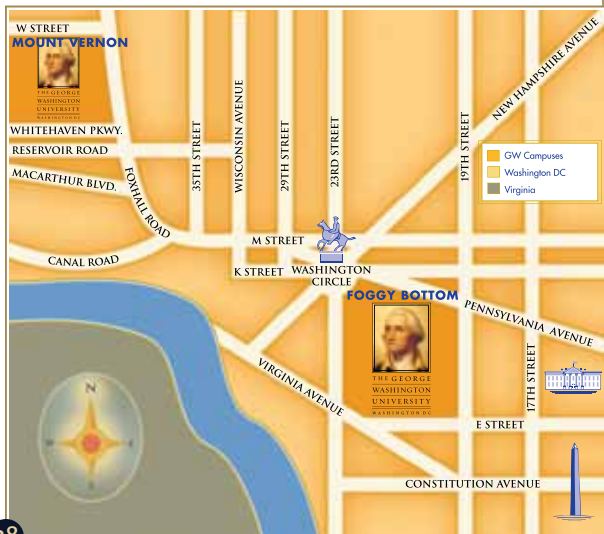 W STREET
MOUNT VERNON
THE GEORGE
WASHINGTON
UNIVERSITY
WASHINGTON DC
WHITEHAVEN PKWY.
RESERVOIR ROAD
MACARTHUR BLVD.
FOXHALL ROAD
35TH STREET
WISCONSIN AVENUE
29TH STREET
23RD STREET
19TH STREET
NEW HAMPSHIRE AVENUE
GW Campuses
Washington DC
Virginia
M STREET
CANAL ROAD
K STREET
WASHINGTON
CIRCLE
FOGGY BOTTOM
PENNSYLVANIA AVENUE
THE GEORGE
WASHINGTON
UNIVERSITY
WASHINGTON DC
VIRGINIA AVENUE
17TH STREET
E STREET
CONSTITUTION AVENUE
N